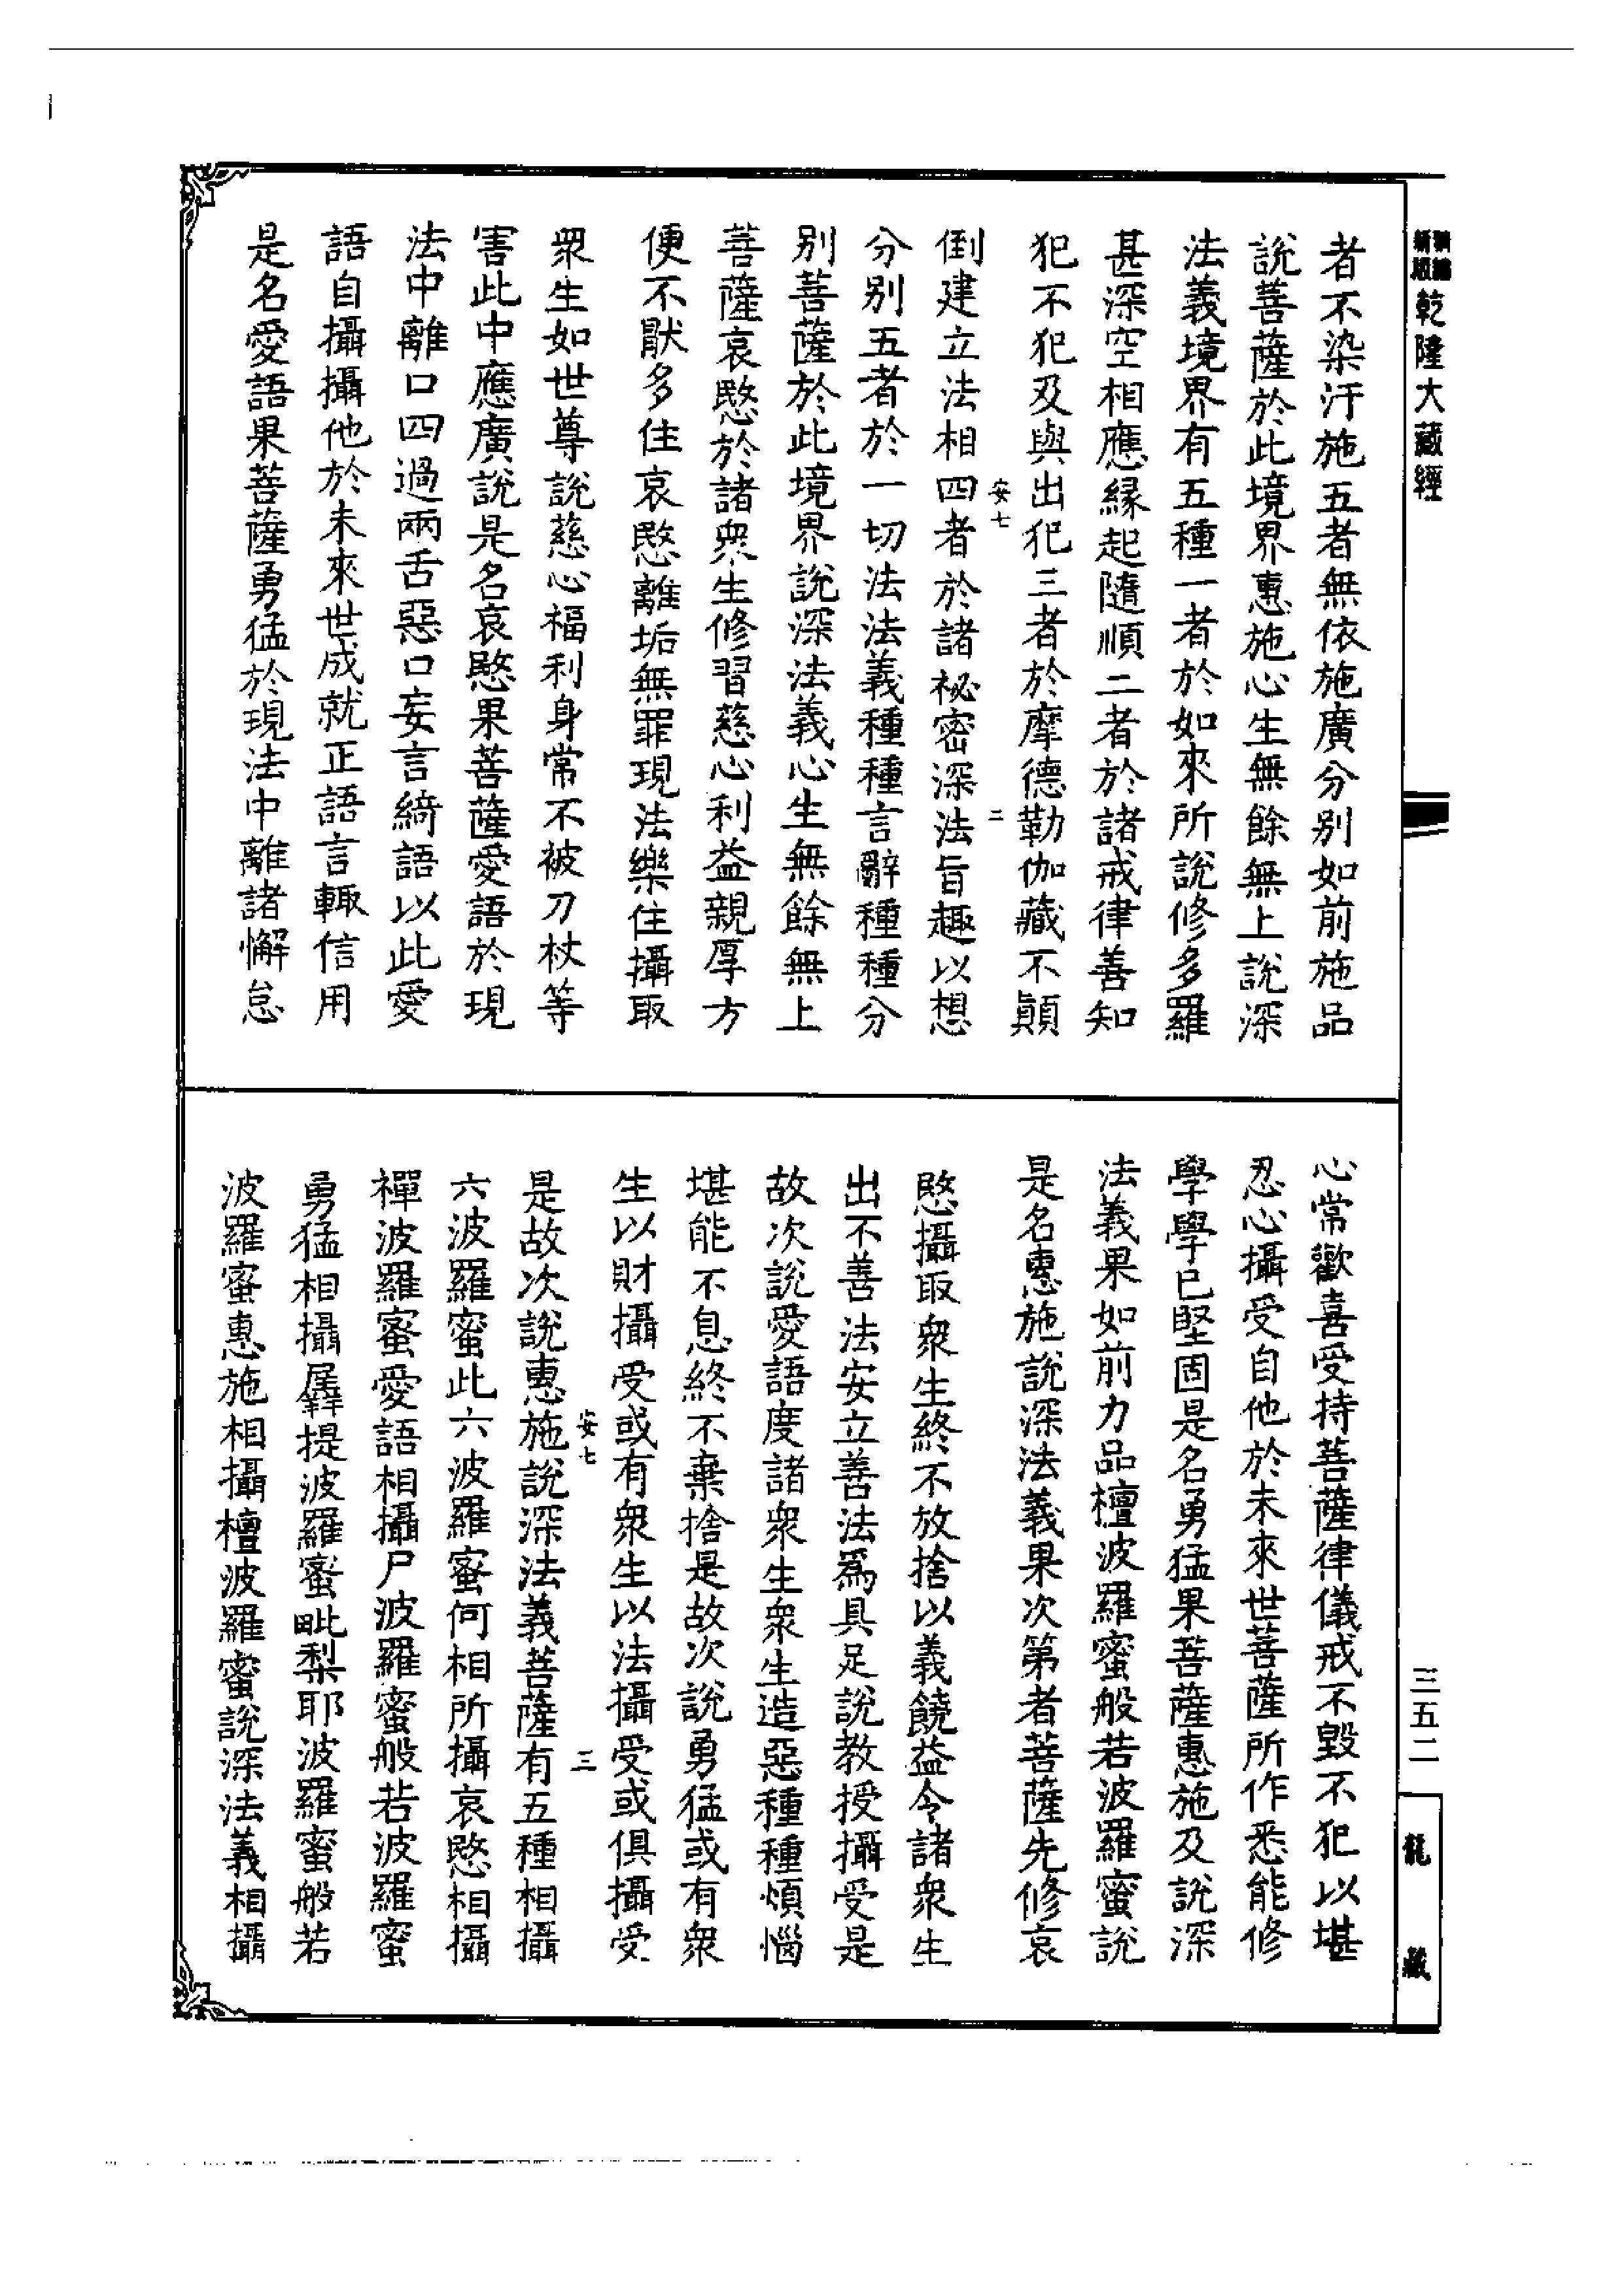 新編新版乾隆大藏經
者不染汙施五者無依施廣分别如前施品
說菩薩於此境界惠施心生無餘無上說深
法義境界有五種一者於如來所說修多羅
甚深空相應緣起隨順二者於諸戒律善知
犯不犯及與出犯三者於摩德勒伽藏不顛
安七 二
倒建立法相四者於諸祕密深法旨趣以想
分别五者於一切法法義種種言辭種種分
别菩薩於此境界說深法義心生無餘無上
菩薩哀愍於諸衆生修習慈心利益親厚方
便不猒多住哀愍離垢無罪現法樂住攝取
衆生如世尊說慈心福利身常不被刀杖等
害此中應廣說是名哀愍果菩薩愛語於現
法中離口四過兩舌惡口妄言綺語以此愛
語自攝攝他於未來世成就正語言輙信用
是名愛語果菩薩勇猛於現法中離諸懈怠
心常歡喜受持菩薩律儀戒不毀不犯以堪
忍心攝受自他於未來世菩薩所作悉能修
學學已堅固是名勇猛果菩薩惠施及說深
法義果如前力品檀波羅蜜般若波羅蜜說
是名惠施說深法義果次第者菩薩先修哀
愍攝取衆生終不放捨以義饒益令諸衆生
出不善法安立善法爲具足說教授攝受是
故次說愛語度諸衆生衆生造惡種種煩惱
堪能不息終不棄捨是故次說勇猛或有衆
生以財攝受或有衆生以法攝受或俱攝受
安七 三
是故次說惠施說深法義菩薩有五種相攝
六波羅蜜此六波羅蜜何相所攝哀愍相攝
禪波羅蜜愛語相攝尸波羅蜜般若波羅蜜
勇猛相攝羼提波羅蜜毗梨耶波羅蜜般若
波羅蜜惠施相攝檀波羅蜜說深法義相攝
三五二
龍藏